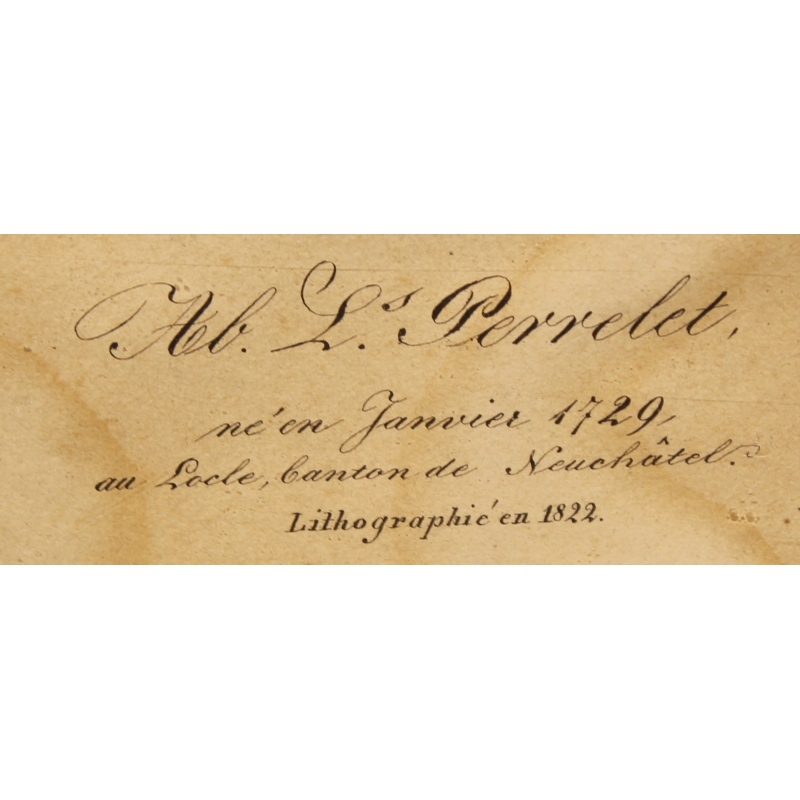 Ab. L.s Perrelet,
né en Janvier 1729,
au Locle, Canton de Neuchâtel.
Lithographié en 1822.